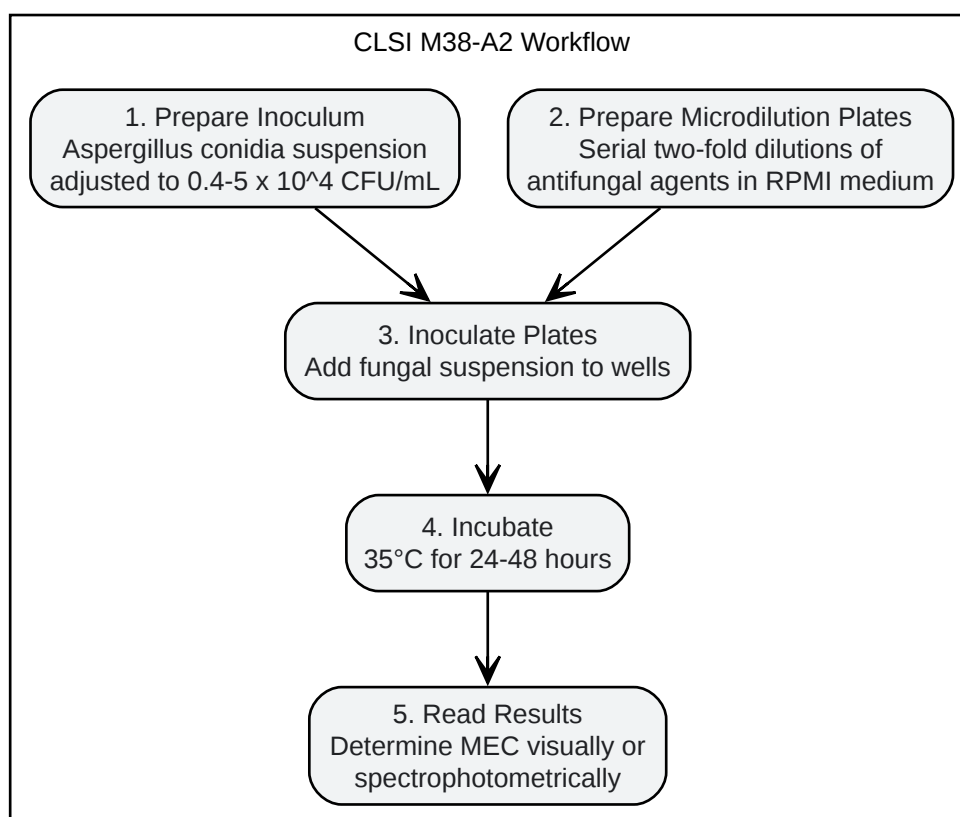 CLSI M38-A2 Workflow
1. Prepare Inoculum
Aspergillus conidia suspension
adjusted to 0.4-5 x 10^4 CFU/mL
2. Prepare Microdilution Plates
Serial two-fold dilutions of
antifungal agents in RPMI medium
3. Inoculate Plates
Add fungal suspension to wells
4. Incubate
35°C for 24-48 hours
5. Read Results
Determine MEC visually or
spectrophotometrically